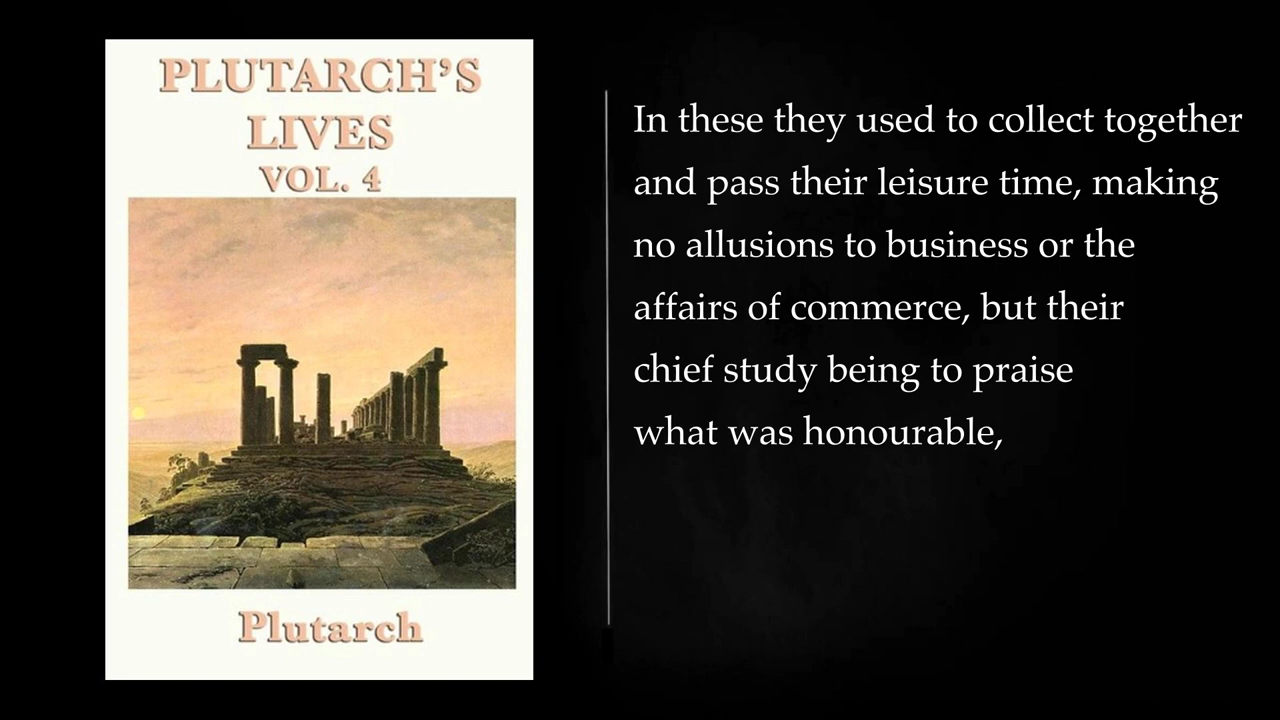 PLUTARCH'S
LIVES
VOL. 4
Plutarch
In these they used to collect together
and pass their leisure time, making
no allusions to business or the
affairs of commerce, but their
chief study being to praise
what was honourable,